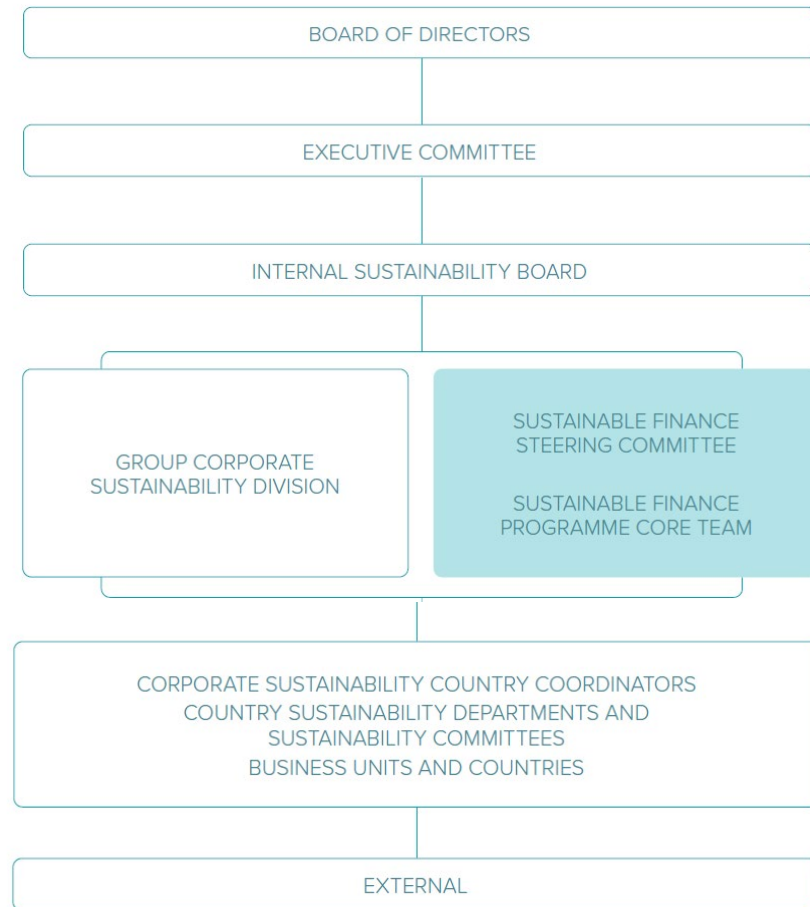 BOARD OF DIRECTORS
EXECUTIVE COMMITTEE
INTERNAL SUSTAINABILITY BOARD
GROUP CORPORATE
SUSTAINABILITY DIVISION
SUSTAINABLE FINANCE
STEERING COMMITTEE
SUSTAINABLE FINANCE
PROGRAMME CORE TEAM
CORPORATE SUSTAINABILITY COUNTRY COORDINATORS
COUNTRY SUSTAINABILITY DEPARTMENTS AND
SUSTAINABILITY COMMITTEES
BUSINESS UNITS AND COUNTRIES
EXTERNAL